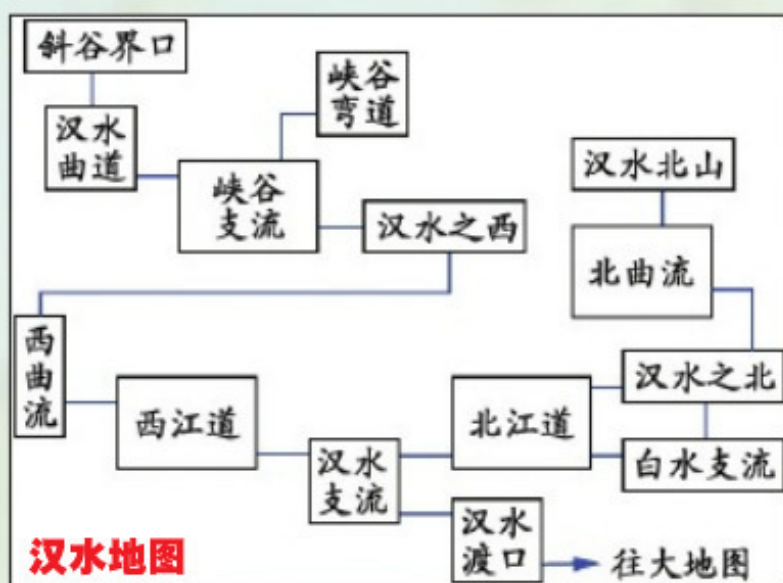 斜谷界口
峡谷
弯道
汉水
曲道
峡谷
支流
汉水北山
汉水之西
北曲流
西
曲
流
西江道
北江道
汉水之北
汉水
支流
白水支流
汉水
渡口
往大地图
汉水地图